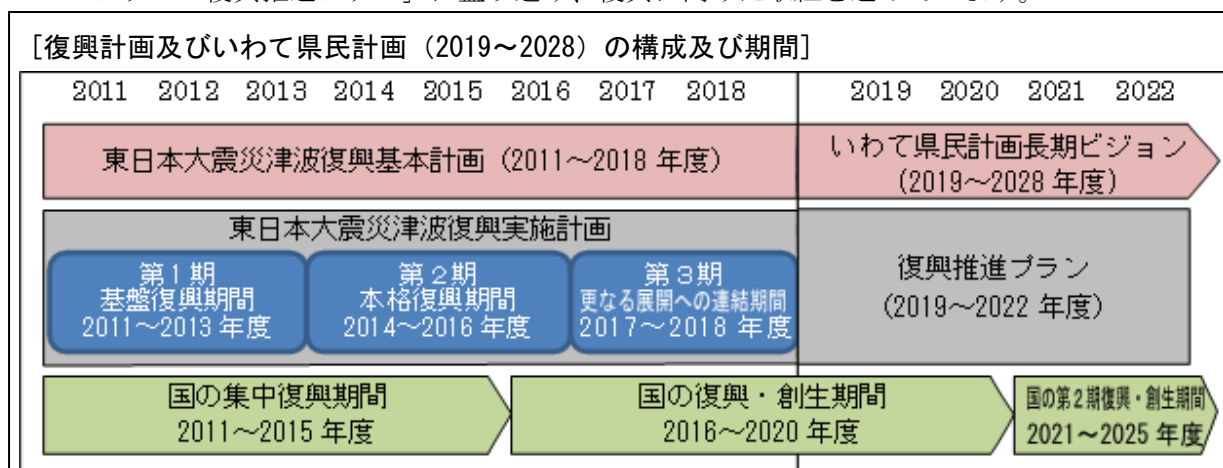 [復興計画及びいわて県民計画（2019～2028）の構成及び期間]
2011 2012 2013 2014 2015 2016 2017 2018 2019 2020 2021 2022
東日本大震災津波復興基本計画（2011～2018 年度）
いわて県民計画長期ビジョン
（2019～2028 年度）
東日本大震災津波復興実施計画
第１期
基盤復興期間
2011～2013 年度
第２期
本格復興期間
2014～2016 年度
第３期
更なる展開への連結期間
2017～2018 年度
復興推進プラン
（2019～2022 年度）
国の集中復興期間
2011～2015 年度
国の復興・創生期間
2016～2020 年度
国の第２期復興・創生期間
2021～2025 年度